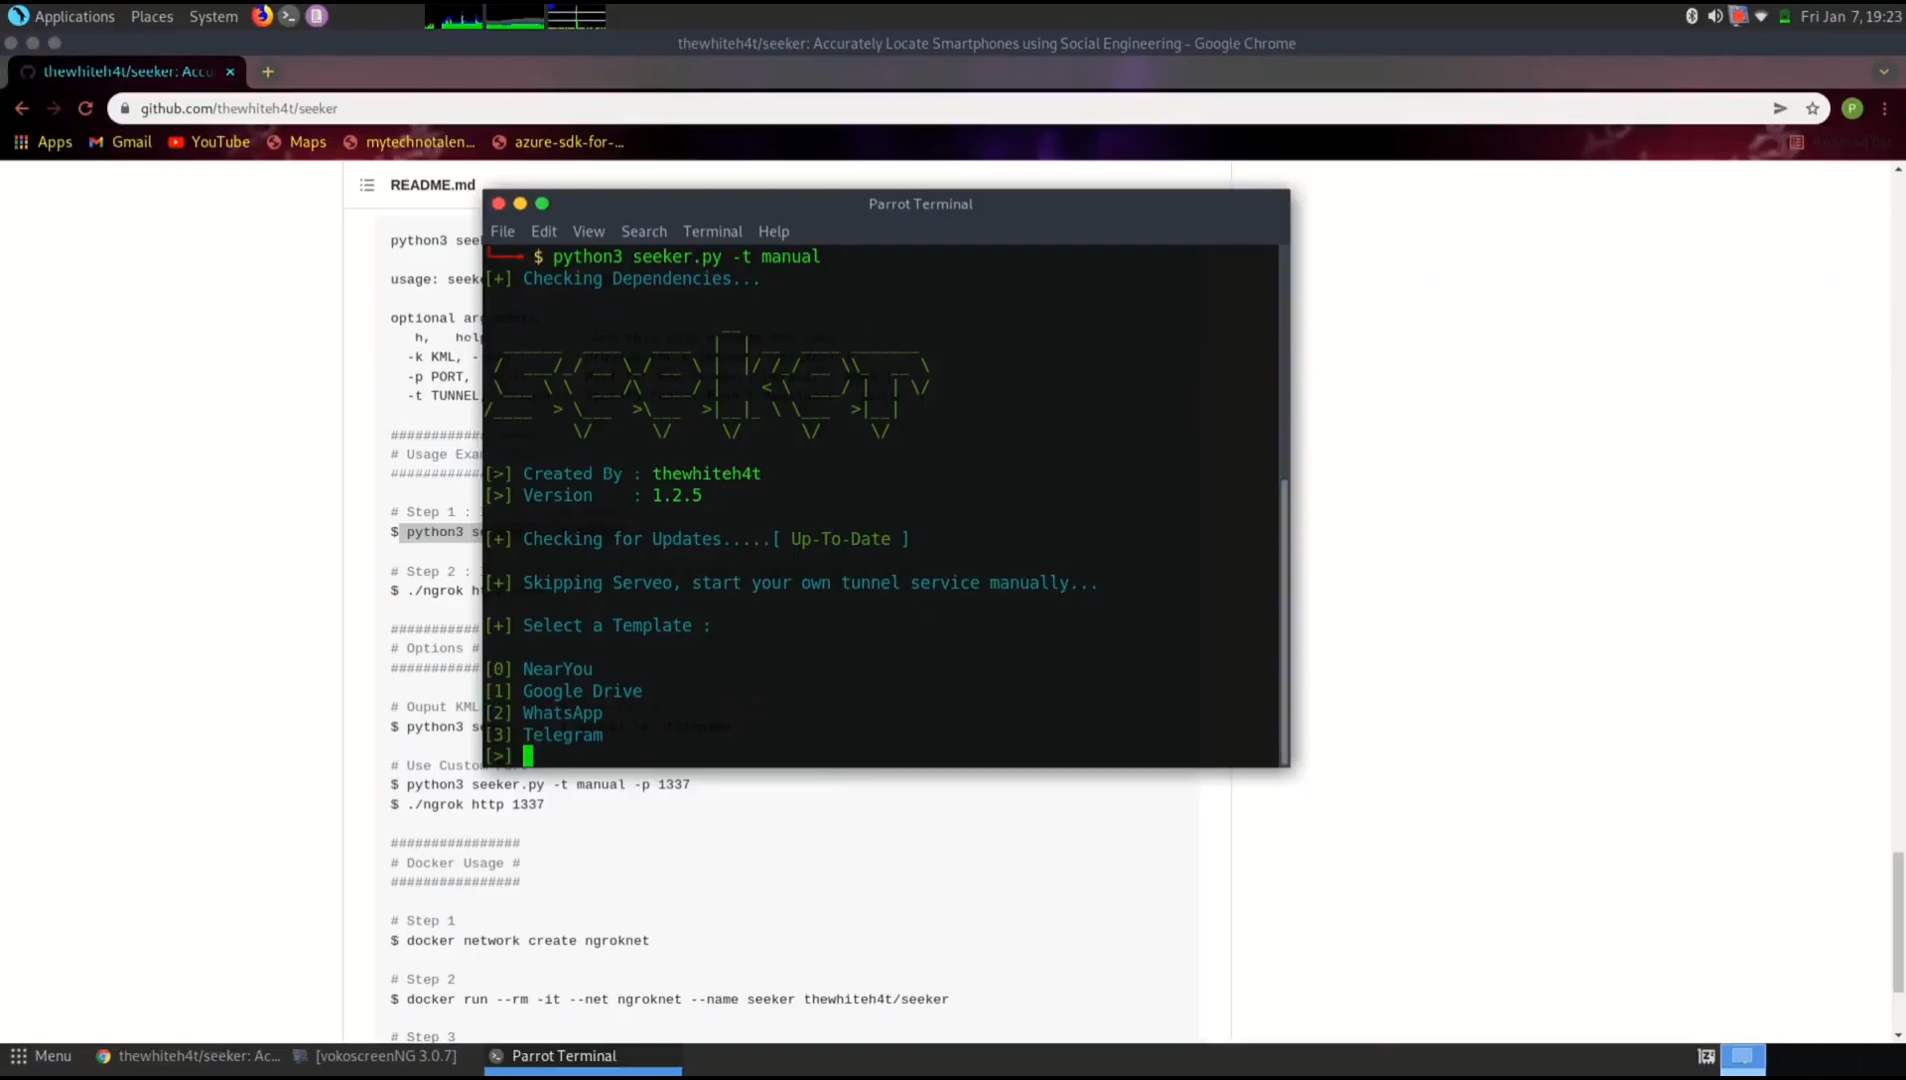 Applications Places System
Fri Jan 7, 19:23
thewhiteh4t/seeker: Accurately Locate Smartphones using Social Engineering - Google Chrome
thewhiteh4t/seeker: Accu
github.com/thewhiteh4t/seeker
P
Apps Gmail YouTube Maps mytechnotalen... azure-sdk-for-...
README.md
Parrot Terminal
File Edit View Search Terminal Help
python3 see
usage: seeke
optional ar
-k KML, -
-p PORT,
-t TUNNEL,
############
# Usage Exa
############
# Step 1 :
$ python3 se
# Step 2 :
$ ./ngrok h
############
# Options #
############
# Ouput KML
$ python3 se
# Use Custo
$ python3 seeker.py -t manual
[+] Checking Dependencies...
[>] Created By : thewhiteh4t
[>] Version : 1.2.5
[+] Checking for Updates.....[ Up-To-Date ]
[+] Skipping Serveo, start your own tunnel service manually...
[+] Select a Template :
[0] NearYou
[1] Google Drive
[2] WhatsApp
[3] Telegram
[>]
$ python3 seeker.py -t manual -p 1337
$ ./ngrok http 1337
################
# Docker Usage #
################
# Step 1
$ docker network create ngroknet
# Step 2
$ docker run --rm -it --net ngroknet --name seeker thewhiteh4t/seeker
# Step 3
Menu thewhiteh4t/seeker: Ac... [vokoscreenNG 3.0.7] Parrot Terminal